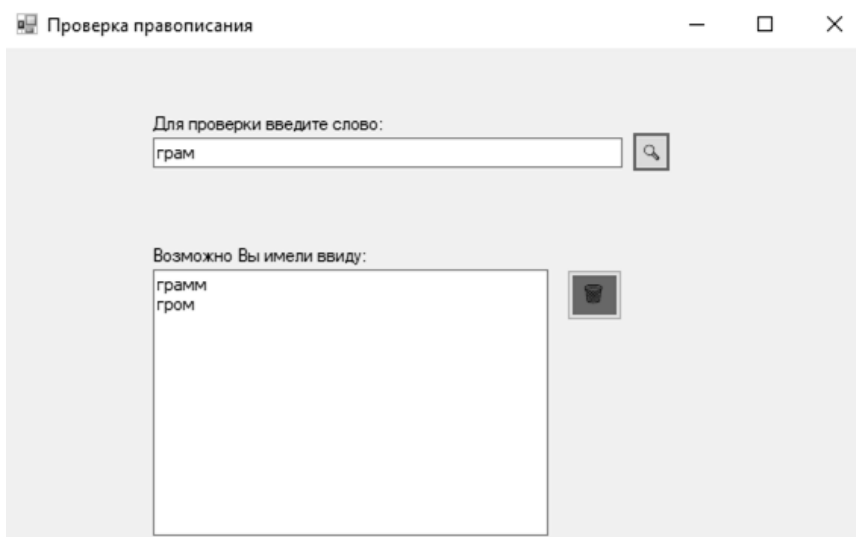 Проверка правописания
Для проверки введите слово:
грам
Возможно Вы имели ввиду:
грамм
гром